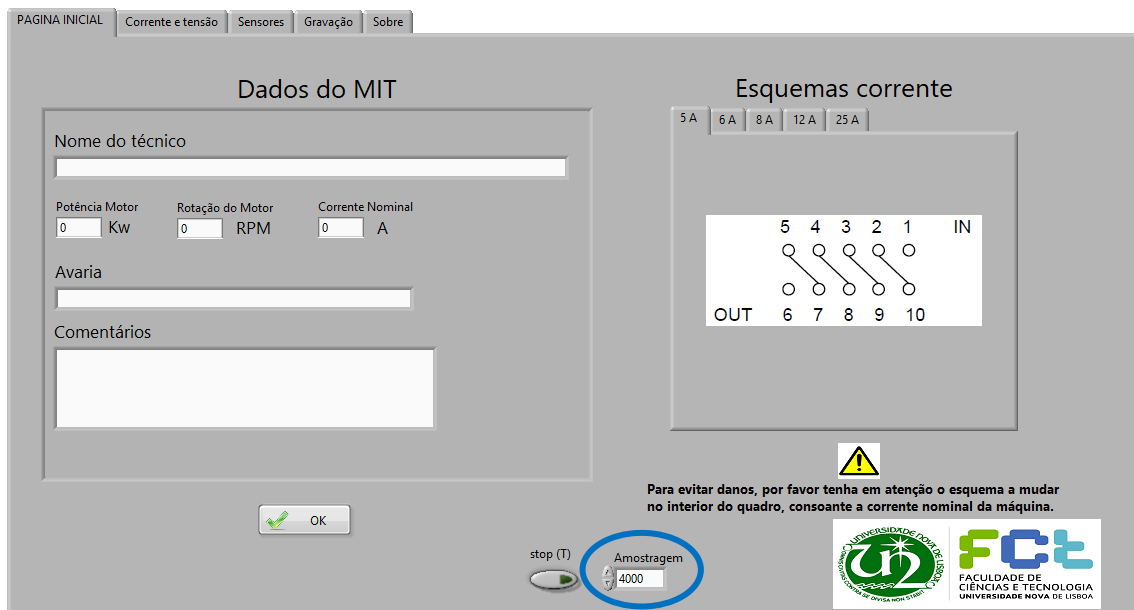 PAGINA INICIAL
Corrente e tensão
Sensores
Gravação
Sobre
Dados do MIT
Nome do técnico
Potência Motor
0 Kw
Rotação do Motor
0 RPM
Corrente Nominal
0 A
Avaria
Comentários
OK
Esquemas corrente
5 A
6 A
8 A
12 A
25 A
5 4 3 2 1 IN
OUT 6 7 8 9 10
Para evitar danos, por favor tenha em atenção o esquema a mudar
no interior do quadro, consoante a corrente nominal da máquina.
stop (T)
Amostragem
4000
UNIVERSIDADE NOVA DE LISBOA
FCt
FACULDADE DE
CIÊNCIAS E TECNOLOGIA
UNIVERSIDADE NOVA DE LISBOA